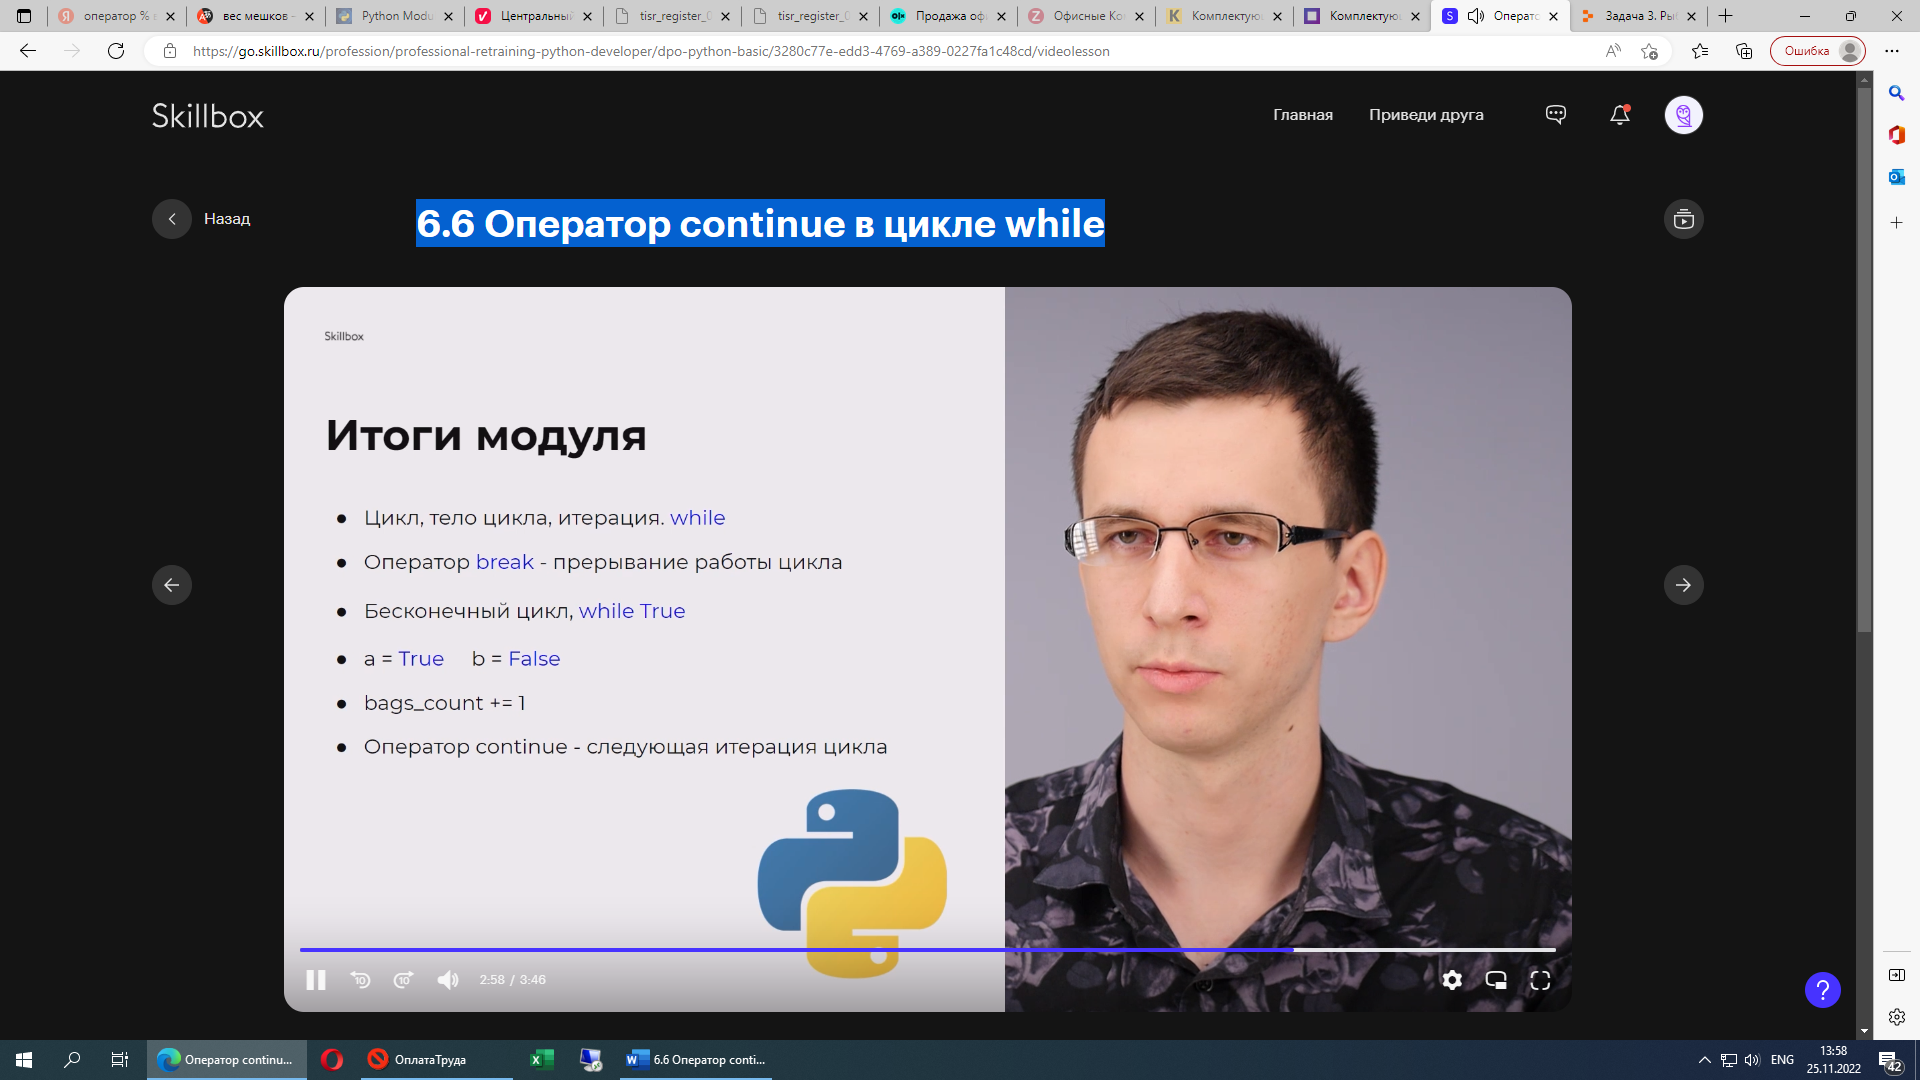 оператор %
вес мешков -
Python Modu
Центральный
tisr_register_0
tisr_register_0
Продажа оф
Офисные Ко
Комплектую
Комплектую
Операто
Задача 3. Ры
https://go.skillbox.ru/profession/professional-retraining-python-developer/dpo-python-basic/3280c77e-edd3-4769-a389-0227fa1c48cd/videolesson
Ошибка
Skillbox
Главная
Приведи друга
Назад
6.6 Оператор continue в цикле while
Skillbox
Итоги модуля
● Цикл, тело цикла, итерация. while
● Оператор break - прерывание работы цикла
● Бесконечный цикл, while True
● a = True b = False
● bags_count += 1
● Оператор continue - следующая итерация цикла
10
10
2:58 / 3:46
?
Оператор continu...
ОплатаТруда
6.6 Оператор conti...
ENG
13:58
25.11.2022
42